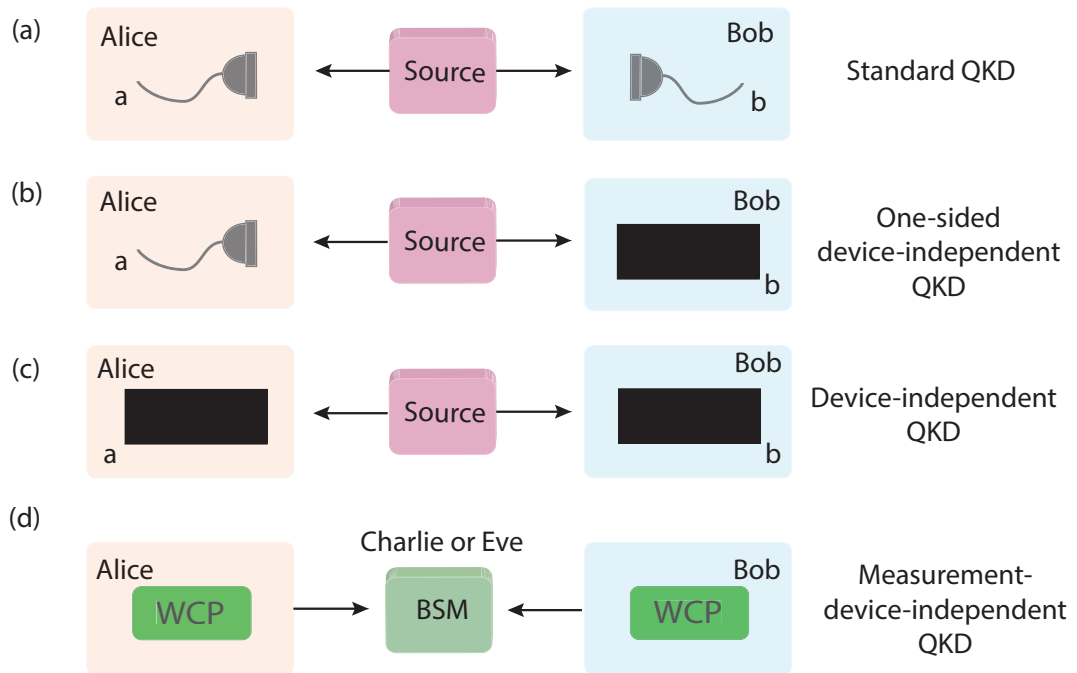 (a)
Alice
a
Source
Bob
b
Standard QKD
(b)
Alice
a
Source
Bob
b
One-sided
device-independent
QKD
(c)
Alice
a
Source
Bob
b
Device-independent
QKD
(d)
Alice
WCP
Charlie or Eve
BSM
Bob
WCP
Measurement-
device-independent
QKD